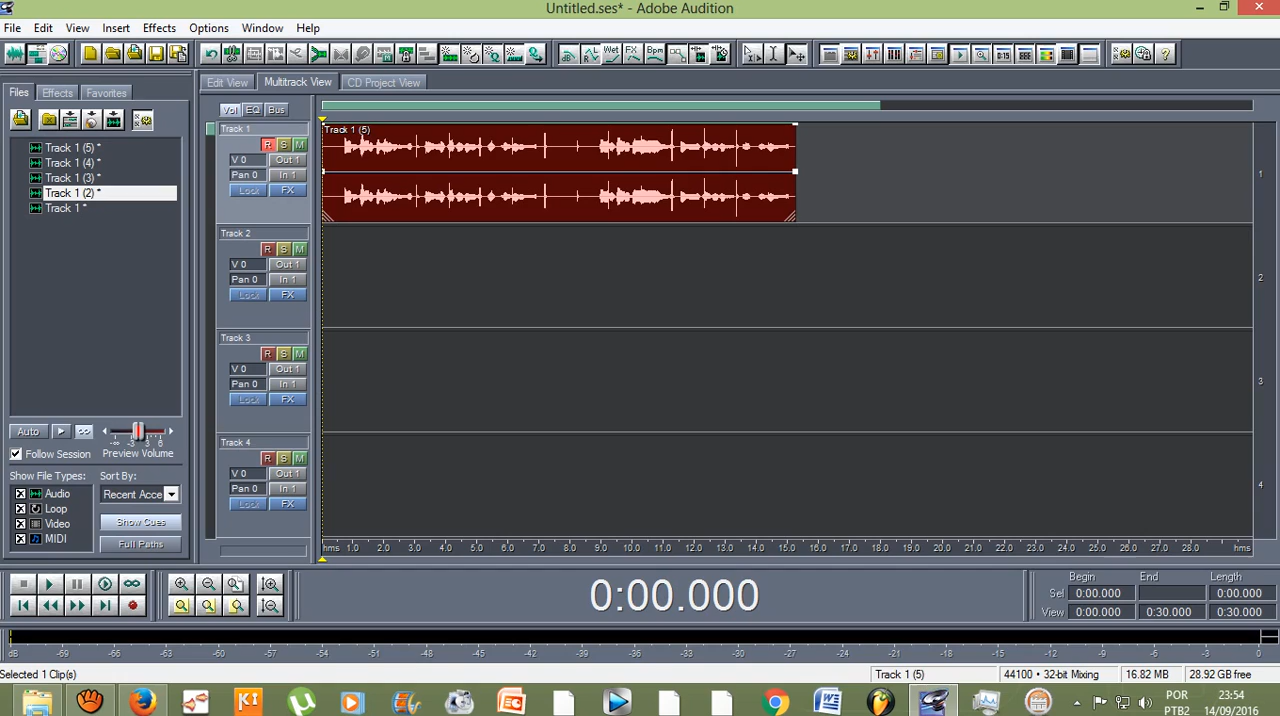 Untitled.ses* - Adobe Audition
File Edit View Insert Effects Options Window Help
Files Effects Favorites
Edit View Multitrack View CD Project View
Vol EQ Bus
Track 1 (5) *
Track 1 (4) *
Track 1 (3) *
Track 1 (2) *
Track 1 *
Track 1
R S M
V 0 Out 1
Pan 0 In 1
Lock FX
Track 1 (5)
1
Track 2
R S M
V 0 Out 1
Pan 0 In 1
Lock FX
2
Track 3
R S M
V 0 Out 1
Pan 0 In 1
Lock FX
3
Track 4
R S M
V 0 Out 1
Pan 0 In 1
Lock FX
4
Auto
-∞ -3 3 6
Follow Session Preview Volume
Show File Types: Sort By:
Audio
Loop
Video
MIDI
Recent Acce
Show Cues
Full Paths
hms 1.0 2.0 3.0 4.0 5.0 6.0 7.0 8.0 9.0 10.0 11.0 12.0 13.0 14.0 15.0 16.0 17.0 18.0 19.0 20.0 21.0 22.0 23.0 24.0 25.0 26.0 27.0 28.0 hms
0:00.000
Begin End Length
Sel 0:00.000 0:00.000
View 0:00.000 0:30.000 0:30.000
dB -69 -66 -63 -60 -57 -54 -51 -48 -45 -42 -39 -36 -33 -30 -27 -24 -21 -18 -15 -12 -9 -6 -3 0
Selected 1 Clip(s) Track 1 (5) 44100 • 32-bit Mixing 16.82 MB 28.92 GB free
POR
PTB2
23:54
14/09/2016